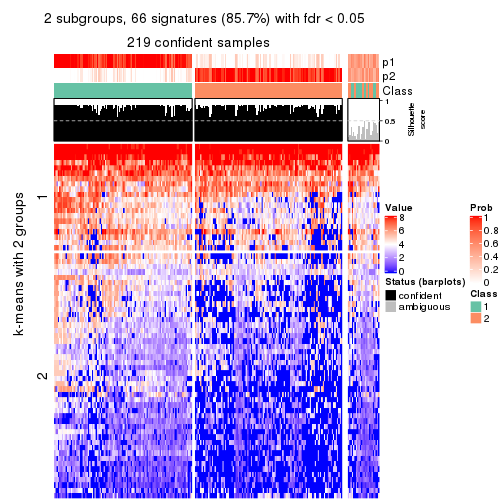 2 subgroups, 66 signatures (85.7%) with fdr < 0.05
219 confident samples
p1
p2
Class
1
0.5
0
Silhouette
score
k-means with 2 groups
1
2
Value
8
6
4
2
0
Prob
1
0.8
0.6
0.4
0.2
0
Status (barplots)
confident
ambiguous
Class
1
2